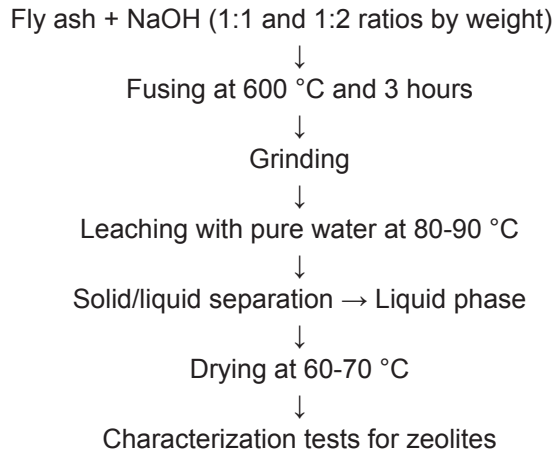 Fly ash + NaOH (1:1 and 1:2 ratios by weight)
↓
Fusing at 600 °C and 3 hours
↓
Grinding
↓
Leaching with pure water at 80-90 °C
↓
Solid/liquid separation → Liquid phase
↓
Drying at 60-70 °C
↓
Characterization tests for zeolites